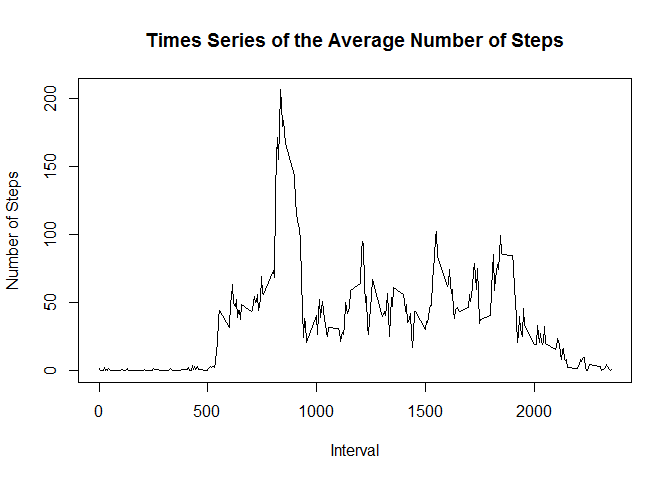 Times Series of the Average Number of Steps
Number of Steps
200
150
100
50
0
0 500 1000 1500 2000
Interval